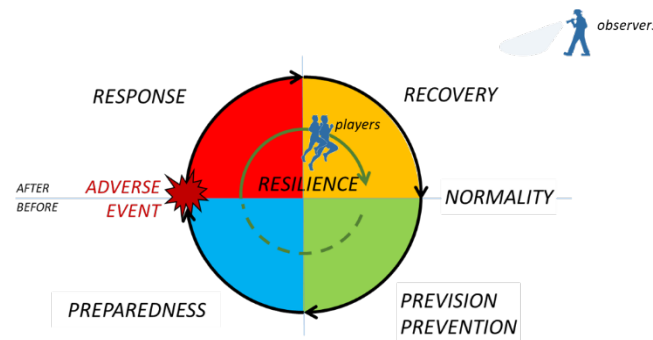 observer.
RESPONSE
RECOVERY
players
AFTER
ADVERSE
RESILIENCE
NORMALITY
BEFORE
EVENT
PREPAREDNESS
PREVISION
PREVENTION